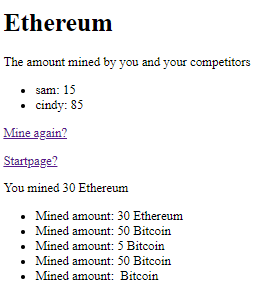 Ethereum
The amount mined by you and your competitors
sam: 15
cindy: 85
Mine again?
Startpage?
You mined 30 Ethereum
Mined amount: 30 Ethereum
Mined amount: 50 Bitcoin
Mined amount: 5 Bitcoin
Mined amount: 50 Bitcoin
Mined amount:  Bitcoin